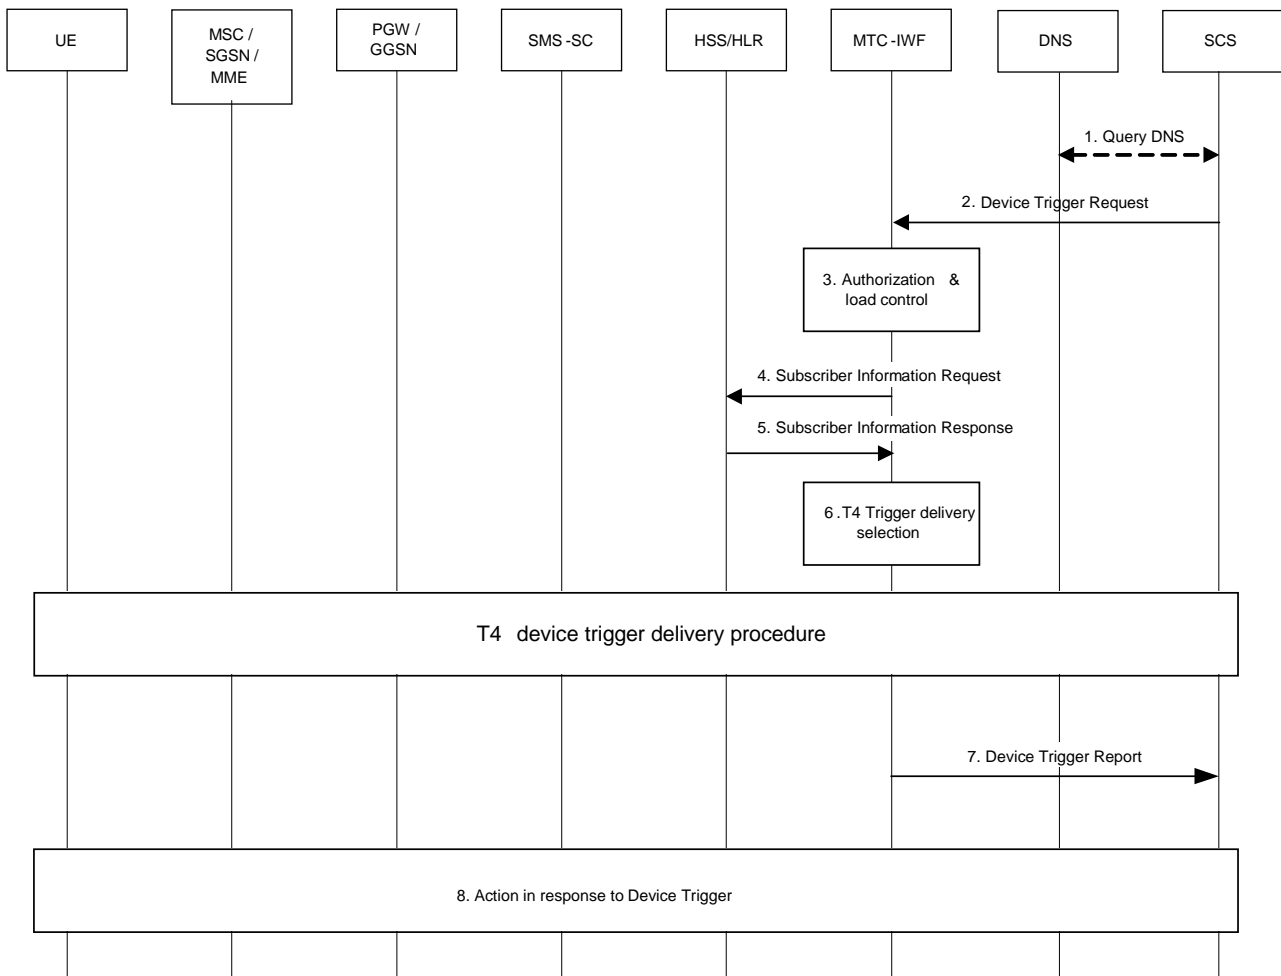 UE
MSC /
SGSN /
MME
PGW /
GGSN
SMS-SC
HSS/HLR
MTC-IWF
DNS
SCS
1. Query DNS
2. Device Trigger Request
3. Authorization &
load control
4. Subscriber Information Request
5. Subscriber Information Response
6.T4 Trigger delivery
selection
T4 device trigger delivery procedure
7. Device Trigger Report
8. Action in response to Device Trigger